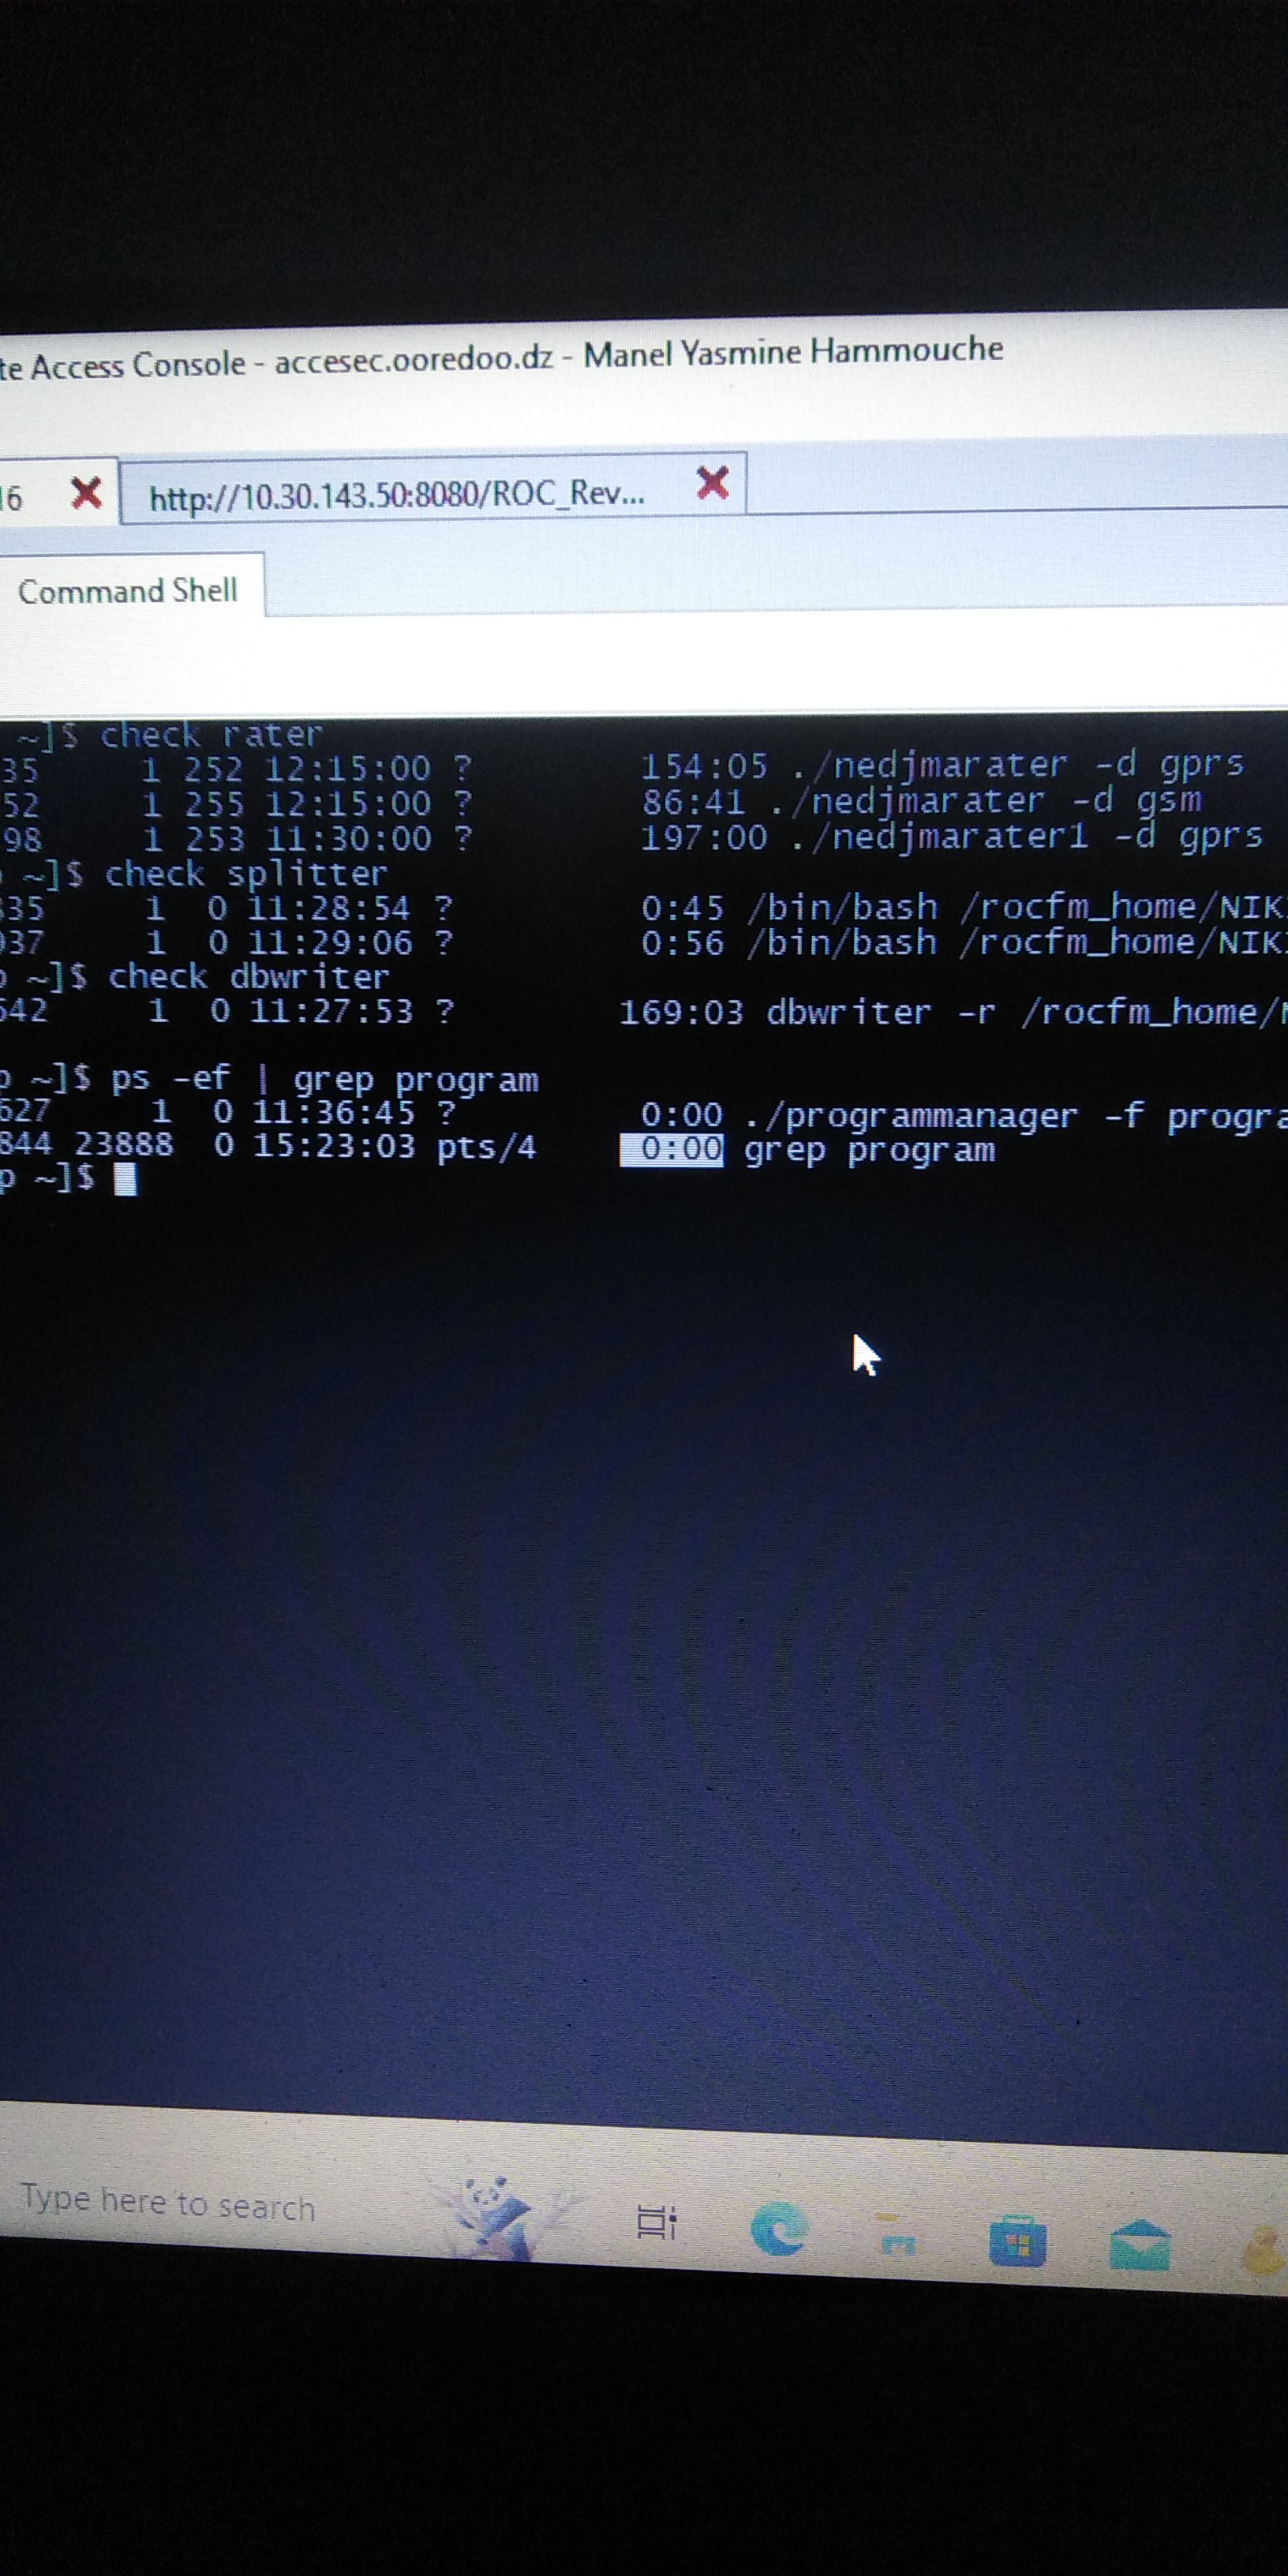 te Access Console - accesec.ooredoo.dz - Manel Yasmine Hammouche
16 http://10.30.143.50:8080/ROC_Rev...
Command Shell
~]$ check rater
35 1 252 12:15:00 ? 154:05 ./nedjmarater -d gprs
52 1 255 12:15:00 ? 86:41 ./nedjmarater -d gsm
98 1 253 11:30:00 ? 197:00 ./nedjmarater1 -d gprs
~]$ check splitter
35 1 0 11:28:54 ? 0:45 /bin/bash /rocfm_home/NIK
037 1 0 11:29:06 ? 0:56 /bin/bash /rocfm_home/NIK
~]$ check dbwriter
542 1 0 11:27:53 ? 169:03 dbwriter -r /rocfm_home/
p ~]$ ps -ef | grep program
627 1 0 11:36:45 ? 0:00 ./programmanager -f progra
844 23888 0 15:23:03 pts/4 0:00 grep program
p ~]$
Type here to search